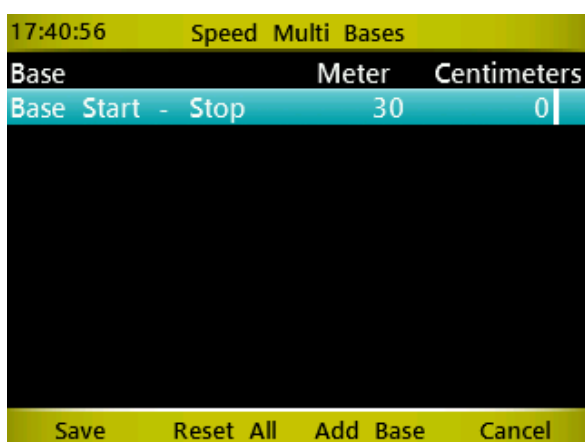 17:40:56 Speed Multi Bases
Base Meter Centimeters
Base Start - Stop 30 0
Save Reset All Add Base Cancel